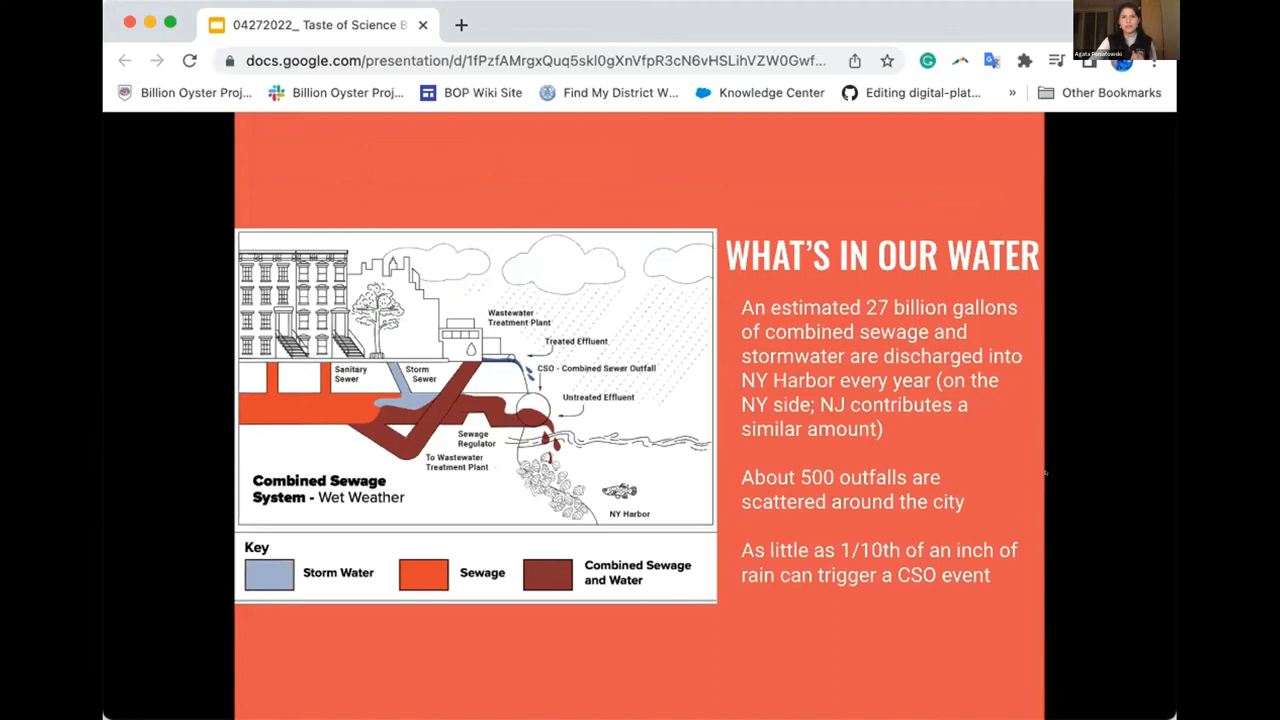 04272022_ Taste of Science B
docs.google.com/presentation/d/1fPzfAMrgxQuq5skl0gXnVfpR3cN6vHSLihVZW0Gwf...
Agata Poniatowski
Billion Oyster Proj...
Billion Oyster Proj...
BOP Wiki Site
Find My District W...
Knowledge Center
Editing digital-plat...
»
Other Bookmarks
WHAT'S IN OUR WATER
An estimated 27 billion gallons
of combined sewage and
stormwater are discharged into
NY Harbor every year (on the
NY side; NJ contributes a
similar amount)
About 500 outfalls are
scattered around the city
As little as 1/10th of an inch of
rain can trigger a CSO event
Wastewater
Treatment Plant
Treated Effluent
CSO - Combined Sewer Outfall
Untreated Effluent
Sanitary
Sewer
Storm
Sewer
Sewage
Regulator
To Wastewater
Treatment Plant
Combined Sewage
System - Wet Weather
NY Harbor
Key
Storm Water
Sewage
Combined Sewage
and Water